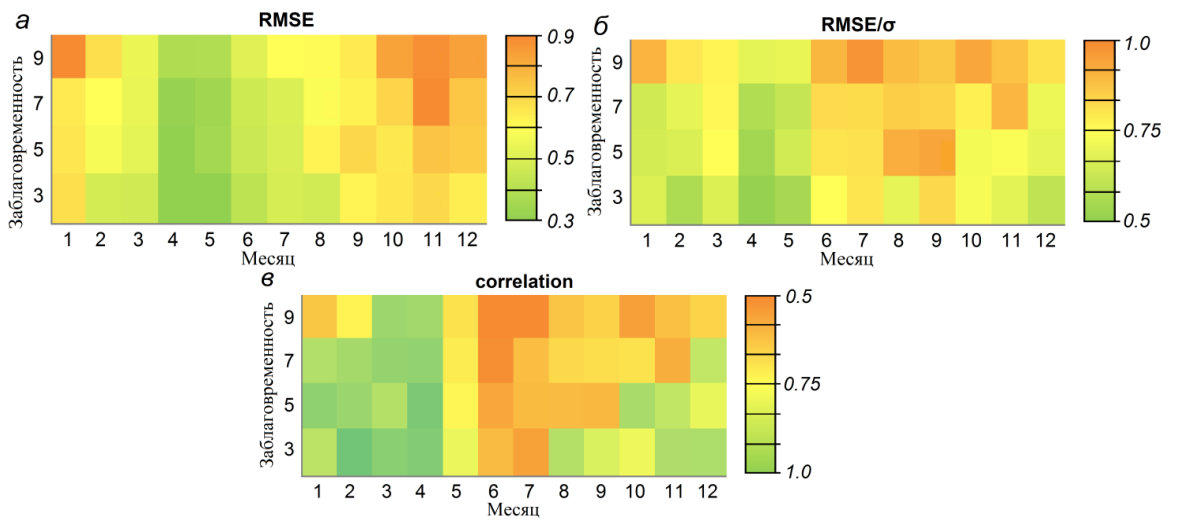 а
RMSE
Заблаговременность
9
7
5
3
1 2 3 4 5 6 7 8 9 10 11 12
Месяц
0.9
0.7
0.5
0.3
б
RMSE/σ
Заблаговременность
9
7
5
3
1 2 3 4 5 6 7 8 9 10 11 12
Месяц
1.0
0.75
0.5
в
correlation
Заблаговременность
9
7
5
3
1 2 3 4 5 6 7 8 9 10 11 12
Месяц
0.5
0.75
1.0